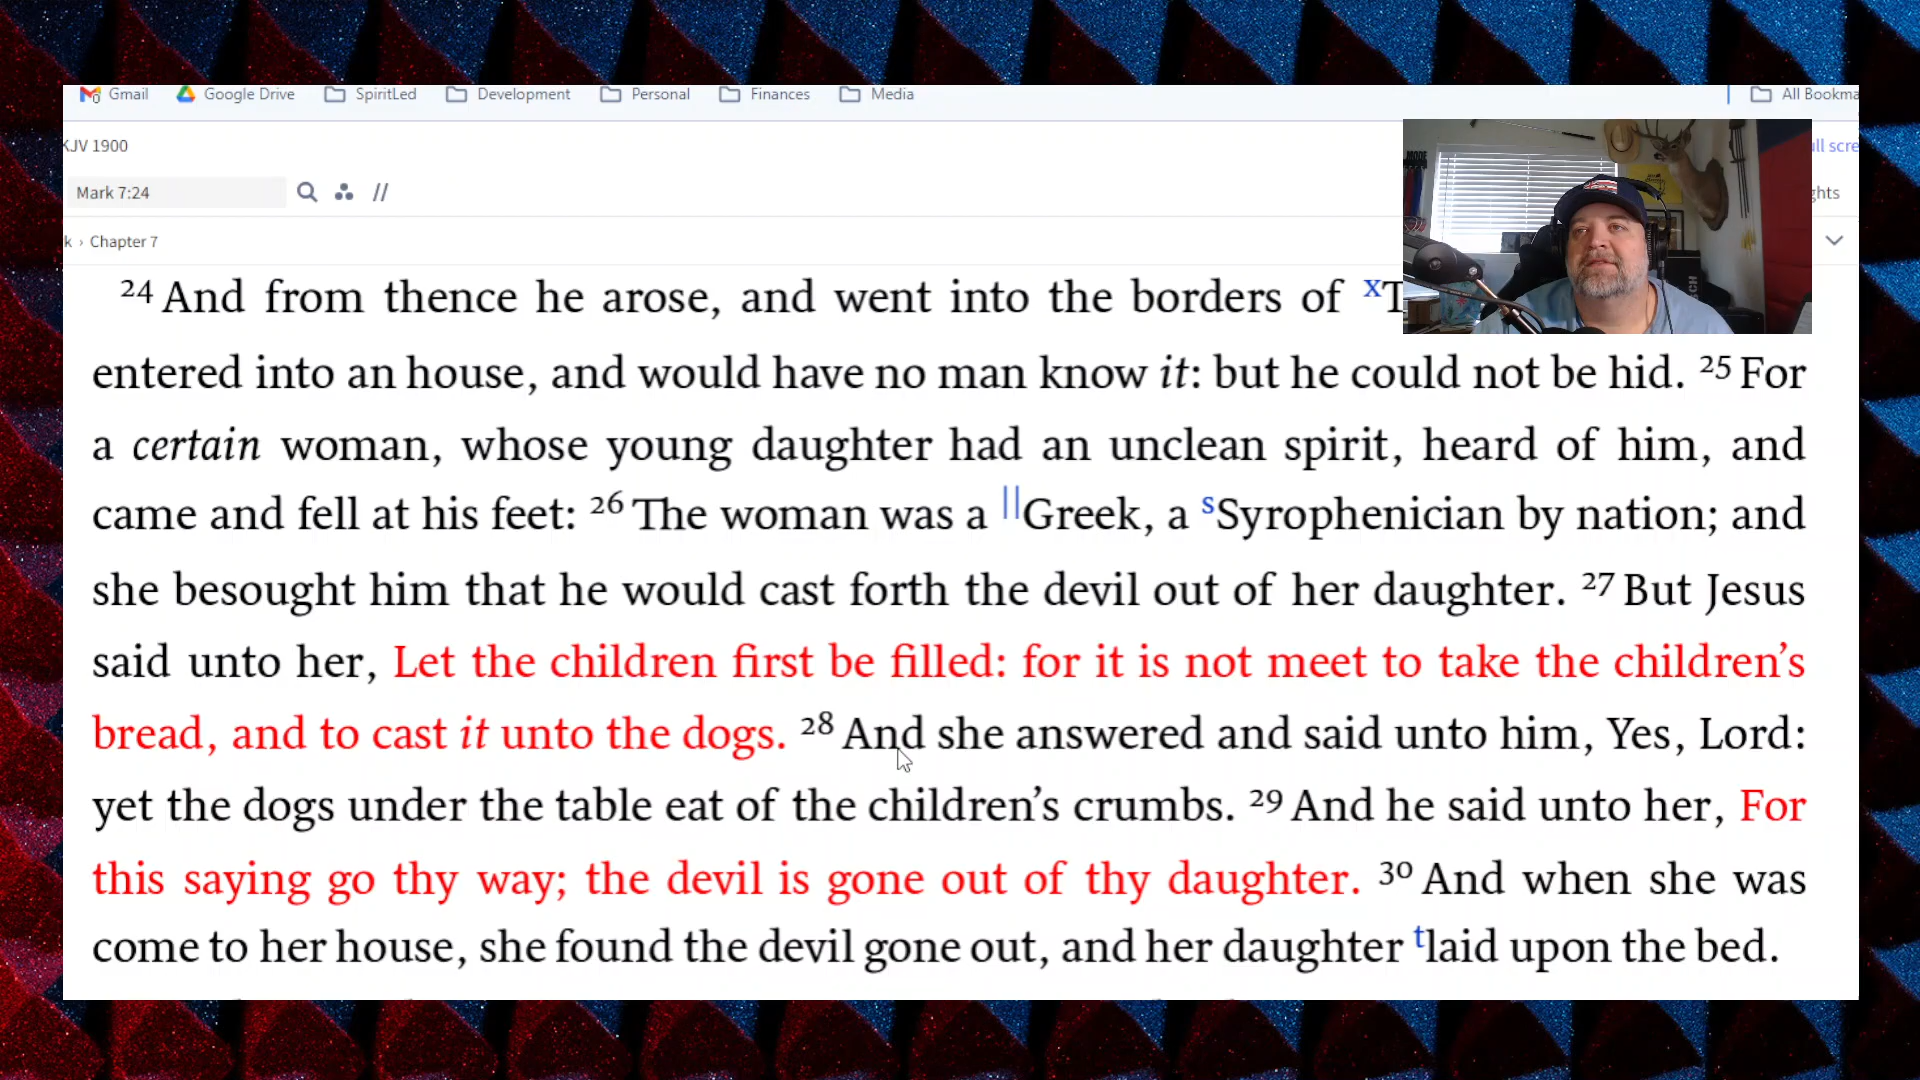 Gmail Google Drive SpiritLed Development Personal Finances Media All Bookma
KJV 1900
ull scre
Mark 7:24 //
ghts
k › Chapter 7
24 And from thence he arose, and went into the borders of xT
entered into an house, and would have no man know it: but he could not be hid. 25 For
a certain woman, whose young daughter had an unclean spirit, heard of him, and
came and fell at his feet: 26 The woman was a ||Greek, a sSyrophenician by nation; and
she besought him that he would cast forth the devil out of her daughter. 27 But Jesus
said unto her, Let the children first be filled: for it is not meet to take the children’s
bread, and to cast it unto the dogs. 28 And she answered and said unto him, Yes, Lord:
yet the dogs under the table eat of the children’s crumbs. 29 And he said unto her, For
this saying go thy way; the devil is gone out of thy daughter. 30 And when she was
come to her house, she found the devil gone out, and her daughter tlaid upon the bed.